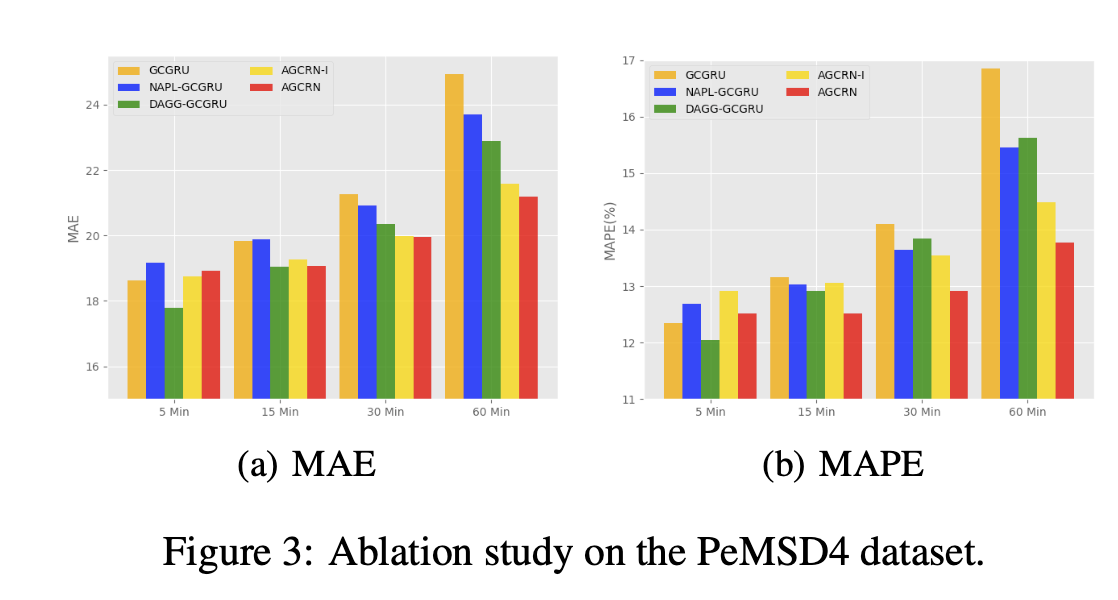 GCGRU
NAPL-GCGRU
DAGG-GCGRU
AGCRN-I
AGCRN
MAE
24
22
20
18
16
5 Min 15 Min 30 Min 60 Min
(a) MAE
GCGRU
NAPL-GCGRU
DAGG-GCGRU
AGCRN-I
AGCRN
MAPE(%)
17
16
15
14
13
12
11
5 Min 15 Min 30 Min 60 Min
(b) MAPE
Figure 3: Ablation study on the PeMSD4 dataset.